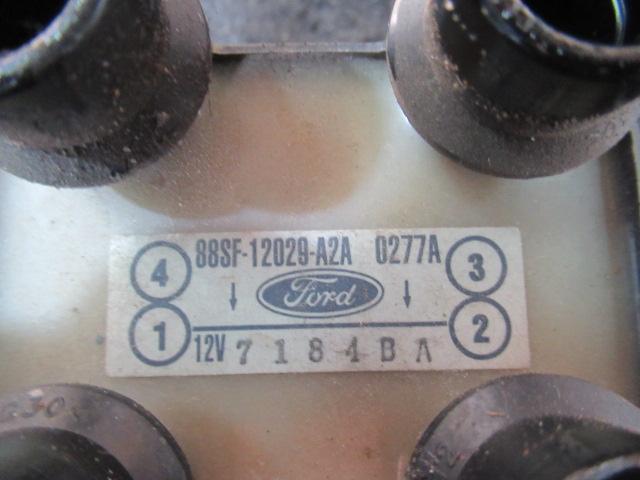 4 88SF-12029-A2A 0277A 3
↓ Ford ↓
1 12V 7184BA 2